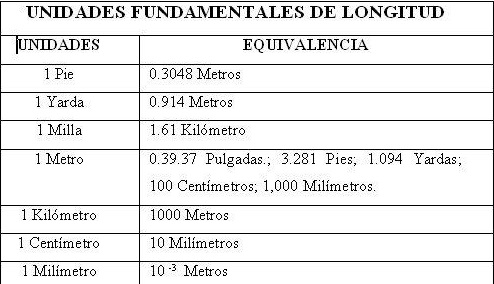 UNIDADES FUNDAMENTALES DE LONGITUD
UNIDADES EQUIVALENCIA
1 Pie 0.3048 Metros
1 Yarda 0.914 Metros
1 Milla 1.61 Kilómetro
1 Metro 0.39.37 Pulgadas.; 3.281 Pies; 1.094 Yardas;
100 Centímetros; 1,000 Milímetros.
1 Kilómetro 1000 Metros
1 Centímetro 10 Milímetros
1 Milímetro 10 -3 Metros